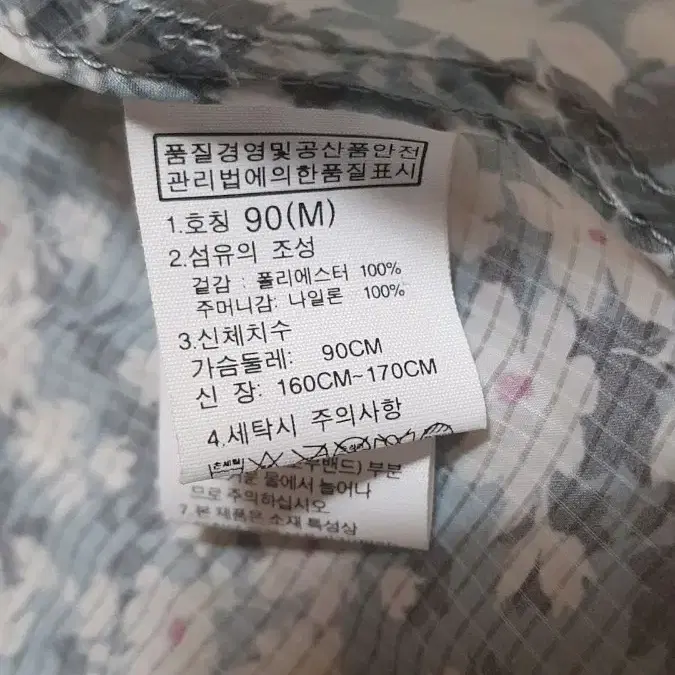 품질경영및공산품안전
관리법에의한품질표시
1.호칭 90(M)
2.섬유의 조성
겉감 : 폴리에스터 100%
주머니감: 나일론 100%
3.신체치수
가슴둘레: 90CM
신 장: 160CM~170CM
4.세탁시 주의사항
부분
물에서 늘어나
므로 주의하십시오
7.본 제품은 소재 특성상